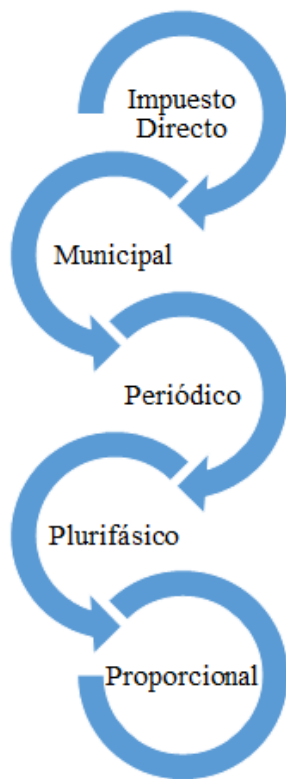 Impuesto
Directo
Municipal
Periódico
Plurifásico
Proporcional